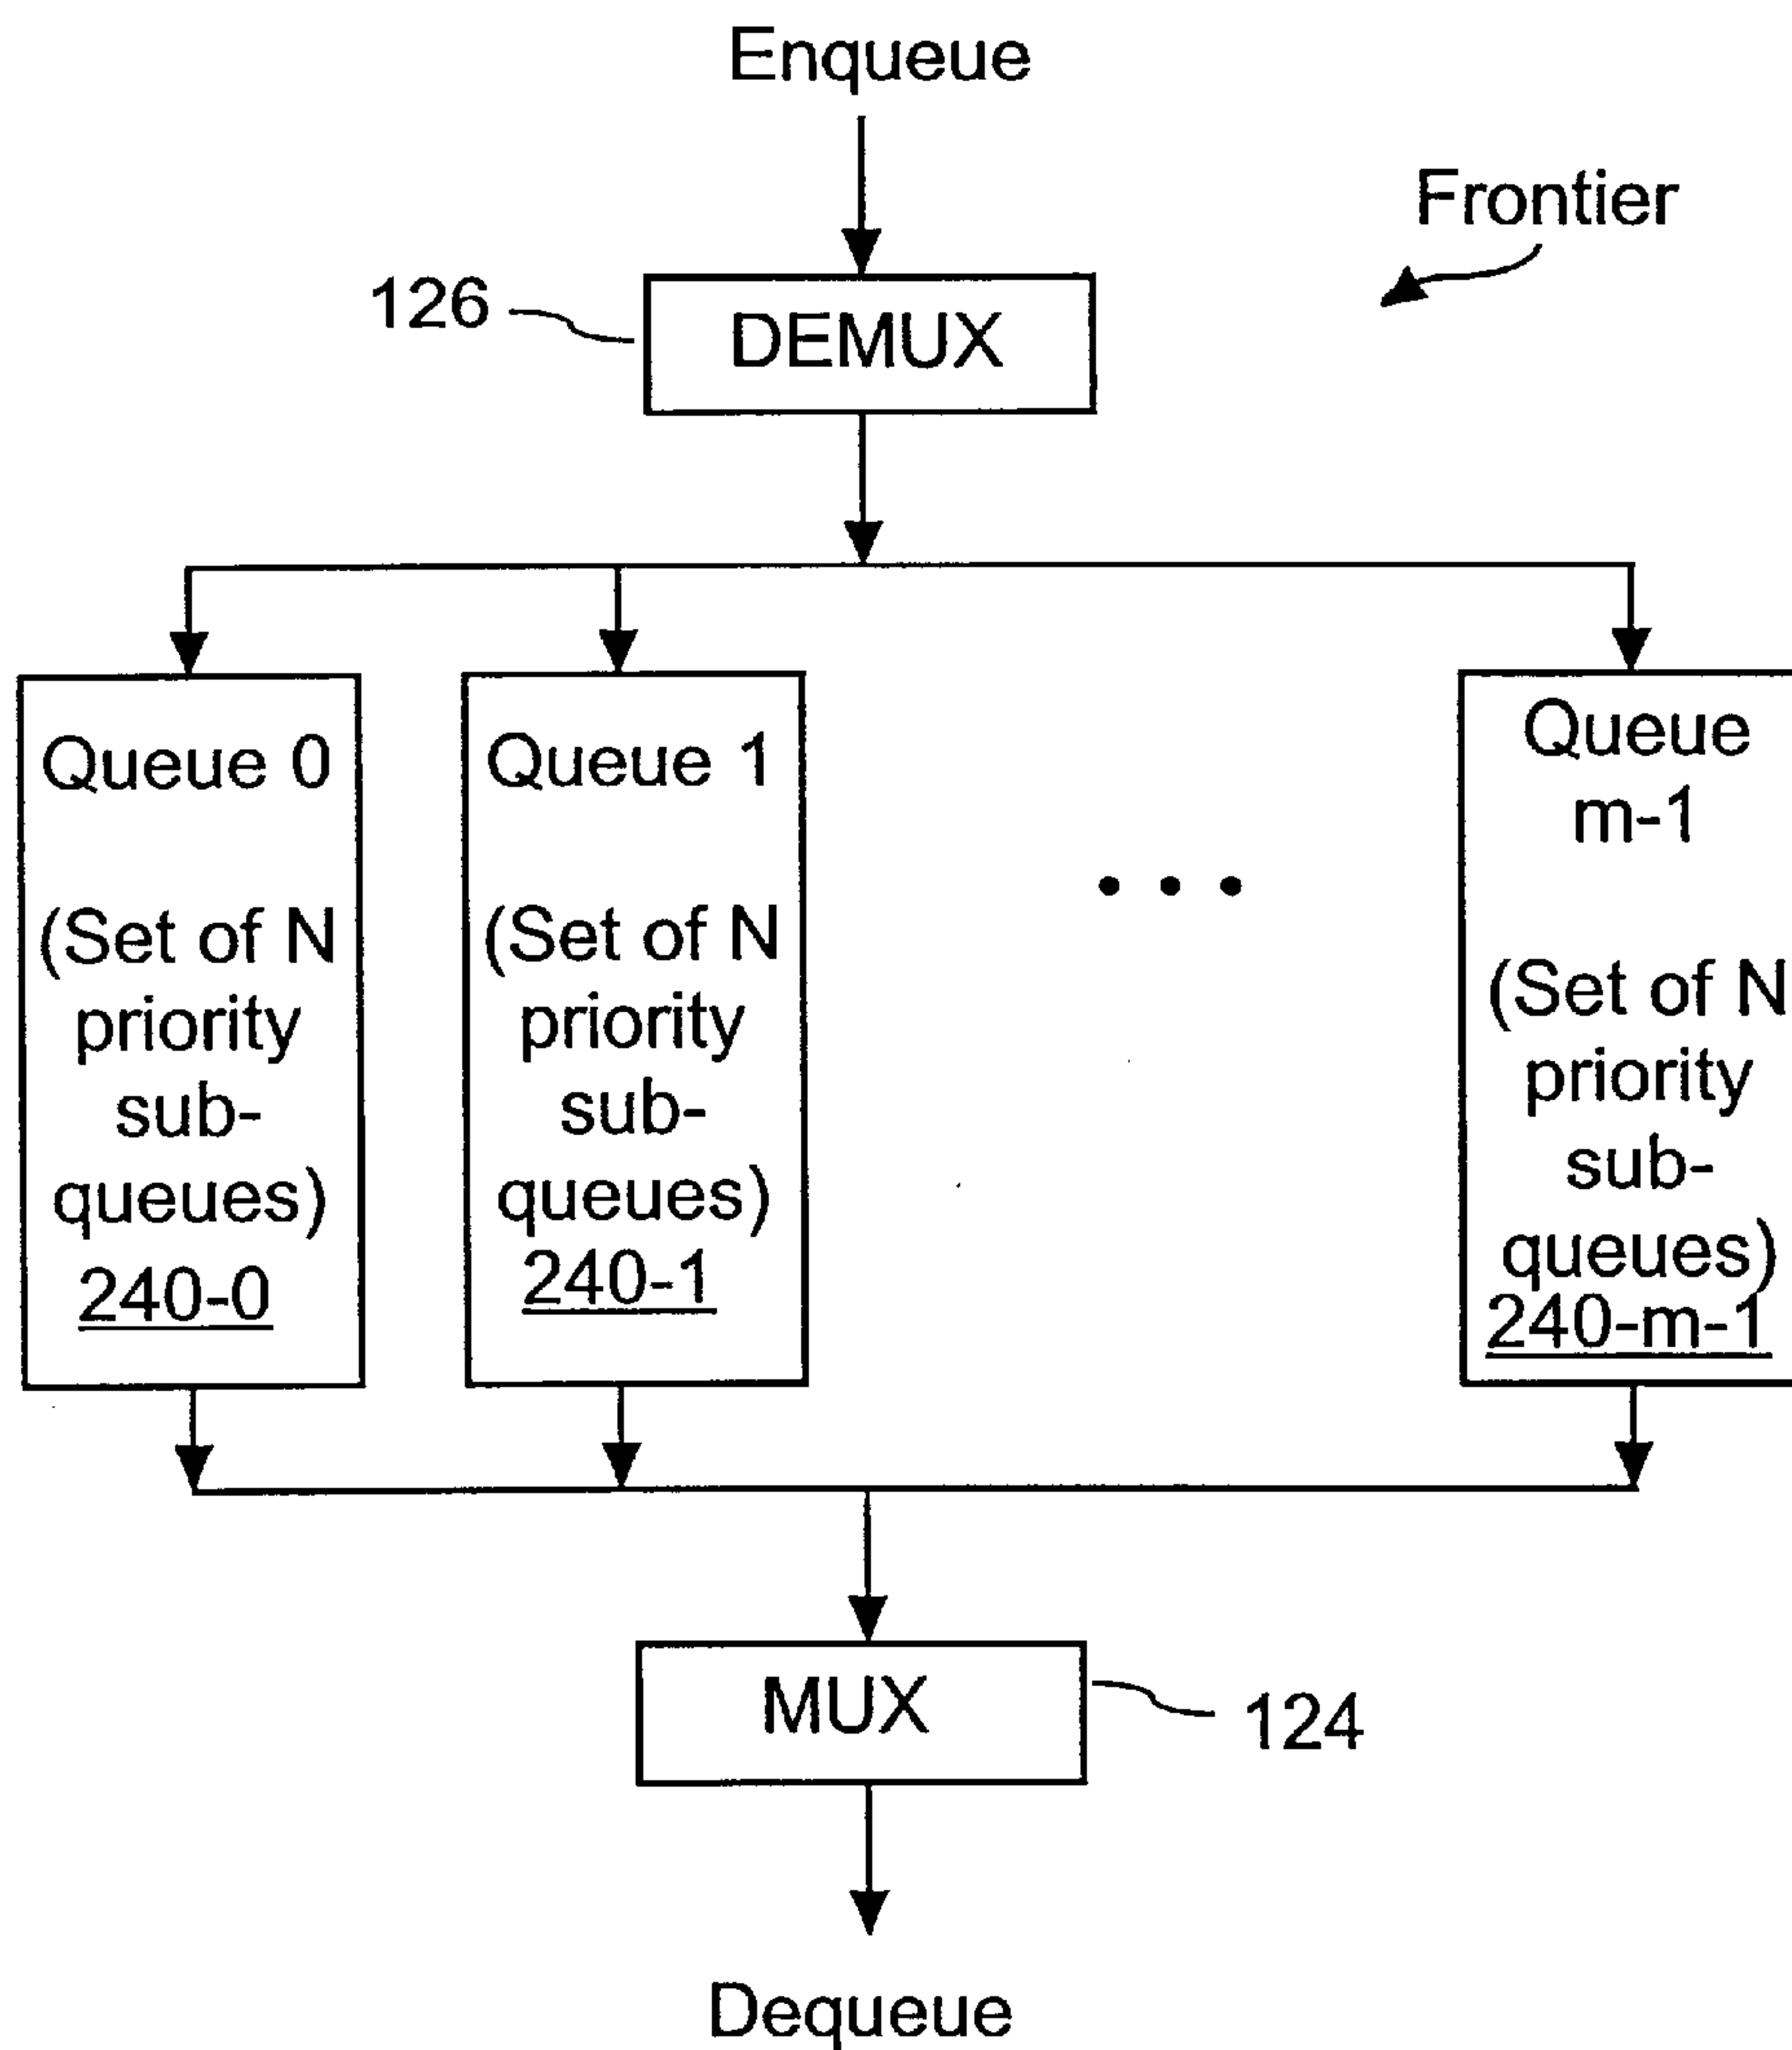 Enqueue
Frontier
126
DEMUX
Queue 0
(Set of N
priority
sub-
queues)
240-0
Queue 1
(Set of N
priority
sub-
queues)
240-1
• • •
Queue
m-1
(Set of N
priority
sub-
queues)
240-m-1
MUX
124
Dequeue